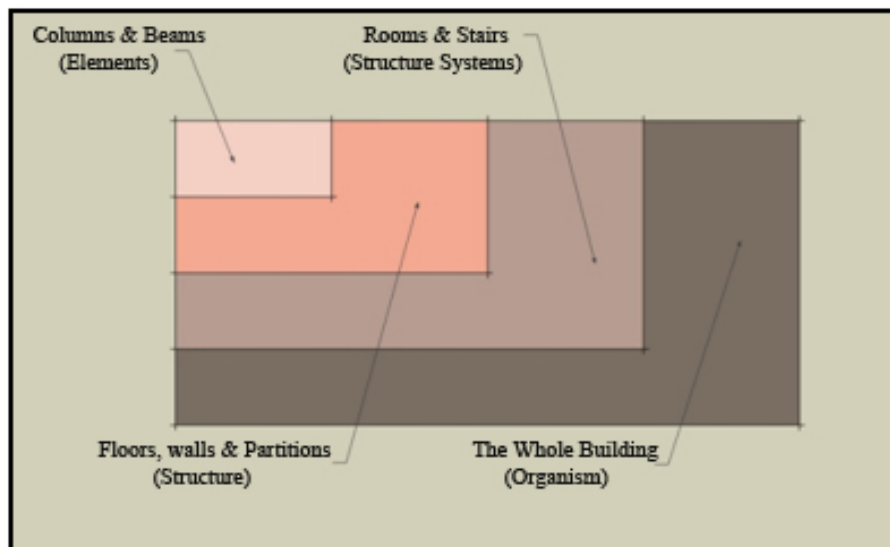 Columns & Beams
(Elements)
Rooms & Stairs
(Structure Systems)
Floors, walls & Partitions
(Structure)
The Whole Building
(Organism)